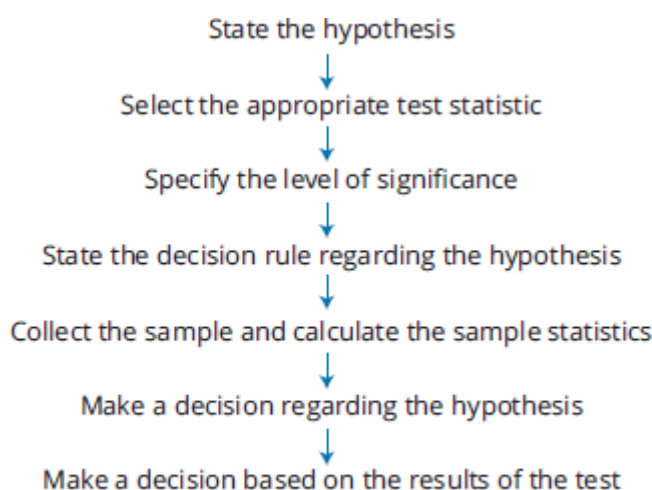 State the hypothesis
Select the appropriate test statistic
Specify the level of significance
State the decision rule regarding the hypothesis
Collect the sample and calculate the sample statistics
Make a decision regarding the hypothesis
Make a decision based on the results of the test